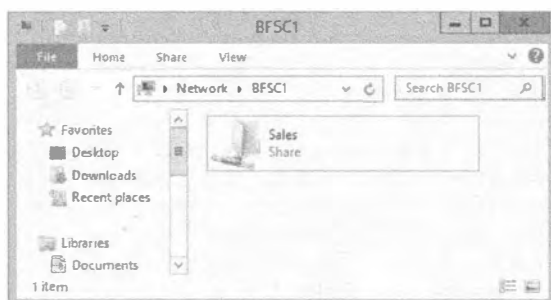 BFSC1
File Home Share View
Network BFSC1 Search BFSC1
Favorites
Desktop
Downloads
Recent places
Libraries
Documents
Sales
Share
1 item